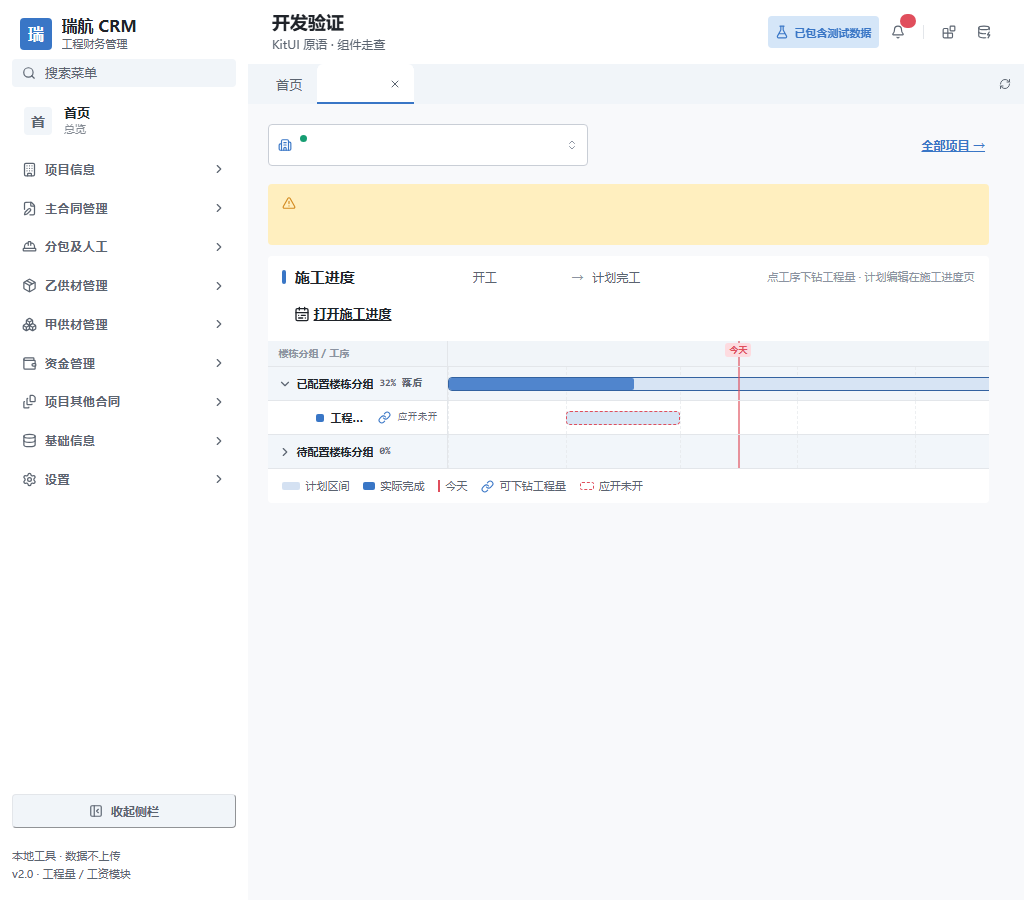 瑞
瑞航 CRM
工程财务管理
搜索菜单
首
首页
总览
项目信息
主合同管理
分包及人工
乙供材管理
甲供材管理
资金管理
项目其他合同
基础信息
设置
收起侧栏
本地工具 · 数据不上传
v2.0 · 工程量 / 工资模块
开发验证
KitUI 原语 · 组件走查
已包含测试数据
首页
全部项目 →
施工进度
开工
→ 计划完工
点工序下钻工程量 · 计划编辑在施工进度页
打开施工进度
楼栋分组 / 工序
今天
已配置楼栋分组 32% 落后
工程... 应开未开
待配置楼栋分组 0%
计划区间
实际完成
今天
可下钻工程量
应开未开